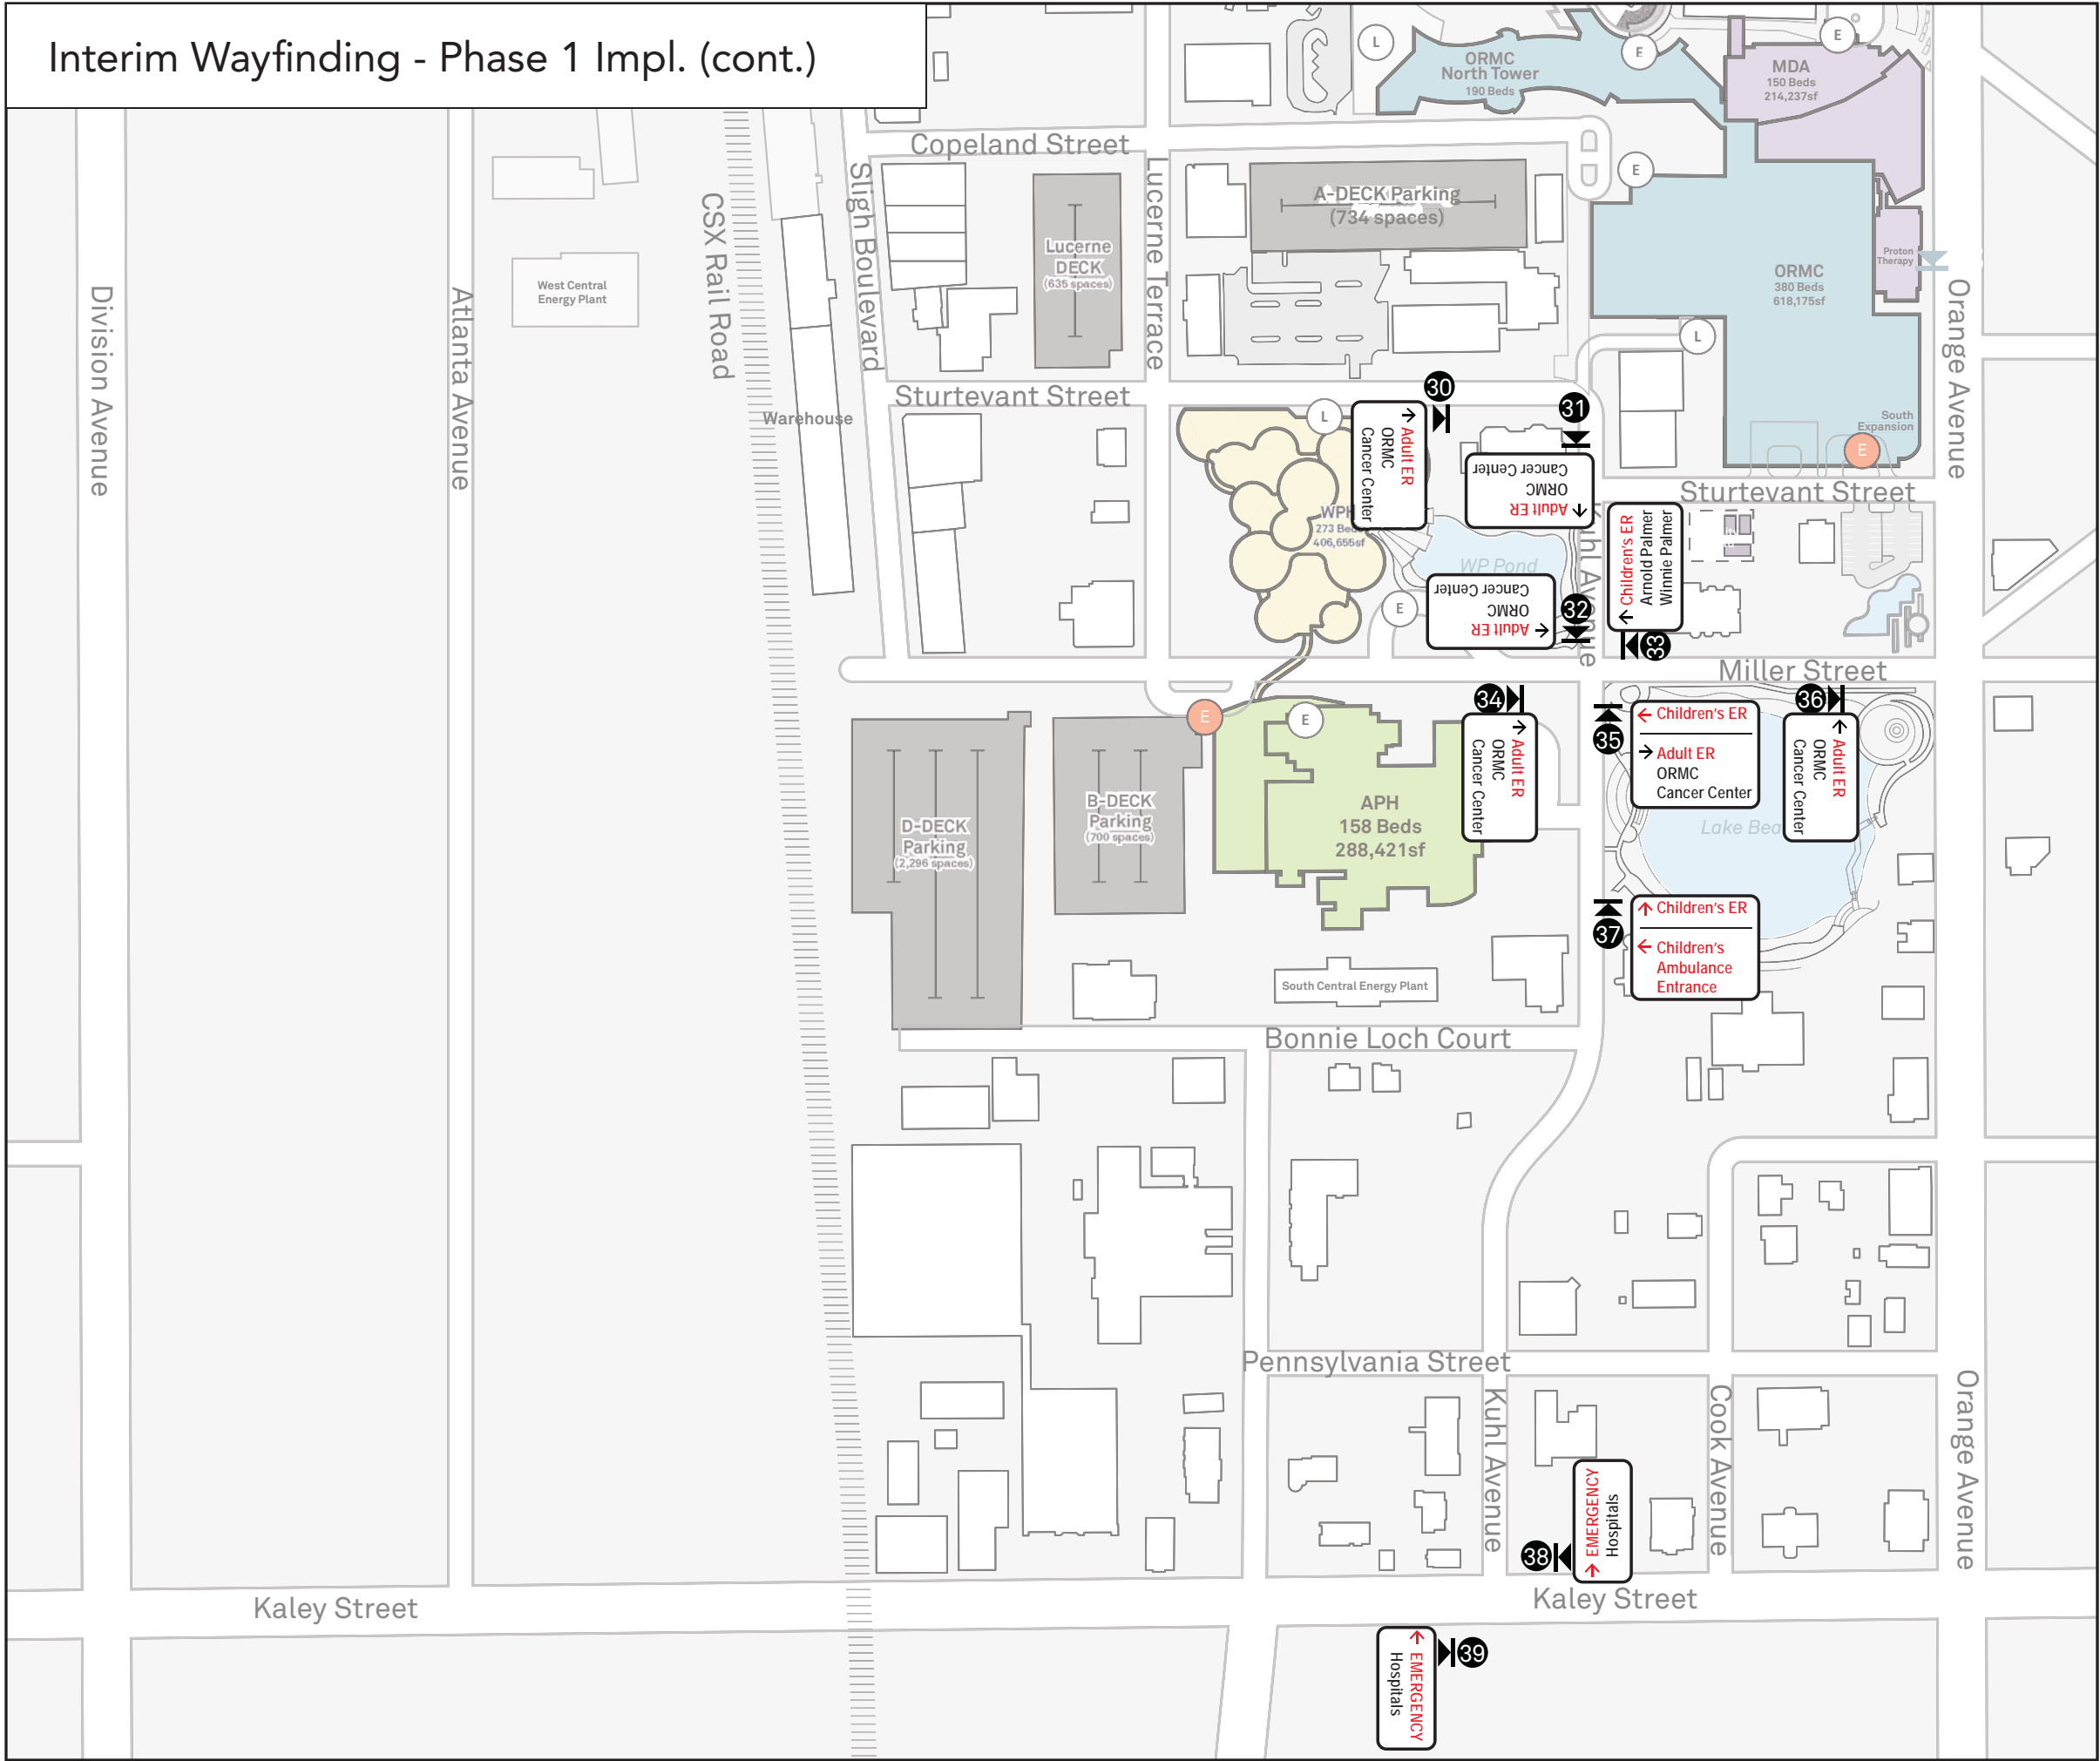 Interim Wayfinding - Phase 1 Impl. (cont.)
L
ORMC
North Tower
190 Beds
E
MDA
150 Beds
214,237sf
E
Copeland Street
A-DECK Parking
(734 spaces)
E
Lucerne
DECK
(635 spaces)
Proton
Therapy
ORMC
380 Beds
618,175sf
West Central
Energy Plant
Division Avenue
Atlanta Avenue
CSX Rail Road
Sligh Boulevard
Lucerne Terrace
Orange Avenue
L
Sturtevant Street
Warehouse
L
30
→ Adult ER
ORMC
Cancer Center
31
→ Adult ER
ORMC
Cancer Center
South
Expansion
E
Sturtevant Street
273 Beds
406,655sf
WP Pond
E
← Adult ER
ORMC
Cancer Center
32
← Children's ER
Arnold Palmer
Winnie Palmer
33
Miller Street
E
E
34
← Adult ER
ORMC
Cancer Center
35
← Children's ER
→ Adult ER
ORMC
Cancer Center
36
← Adult ER
ORMC
Cancer Center
D-DECK
Parking
(2,296 spaces)
B-DECK
Parking
(700 spaces)
APH
158 Beds
288,421sf
37
↑ Children's ER
← Children's
Ambulance
Entrance
South Central Energy Plant
Bonnie Loch Court
Pennsylvania Street
Kuhl Avenue
Cook Avenue
Orange Avenue
38
→ EMERGENCY
Hospitals
Kaley Street
Kaley Street
39
← EMERGENCY
Hospitals